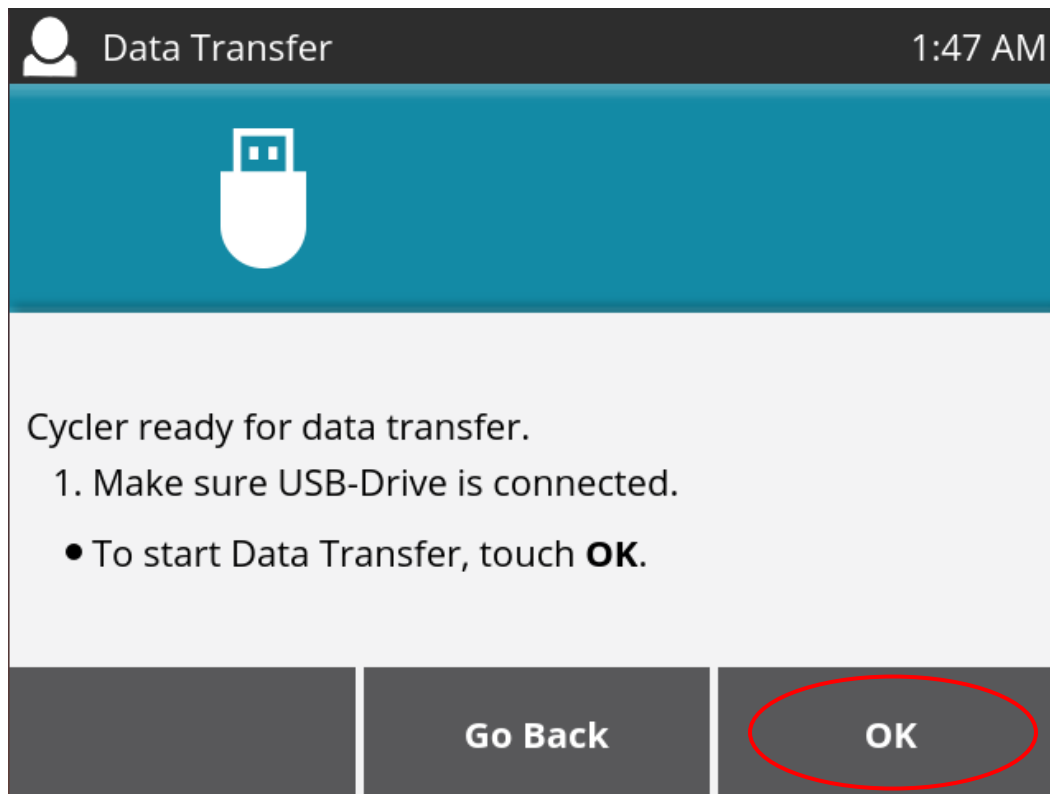 Data Transfer 1:47 AM
Cycler ready for data transfer.
1. Make sure USB-Drive is connected.
● To start Data Transfer, touch OK.
Go Back OK